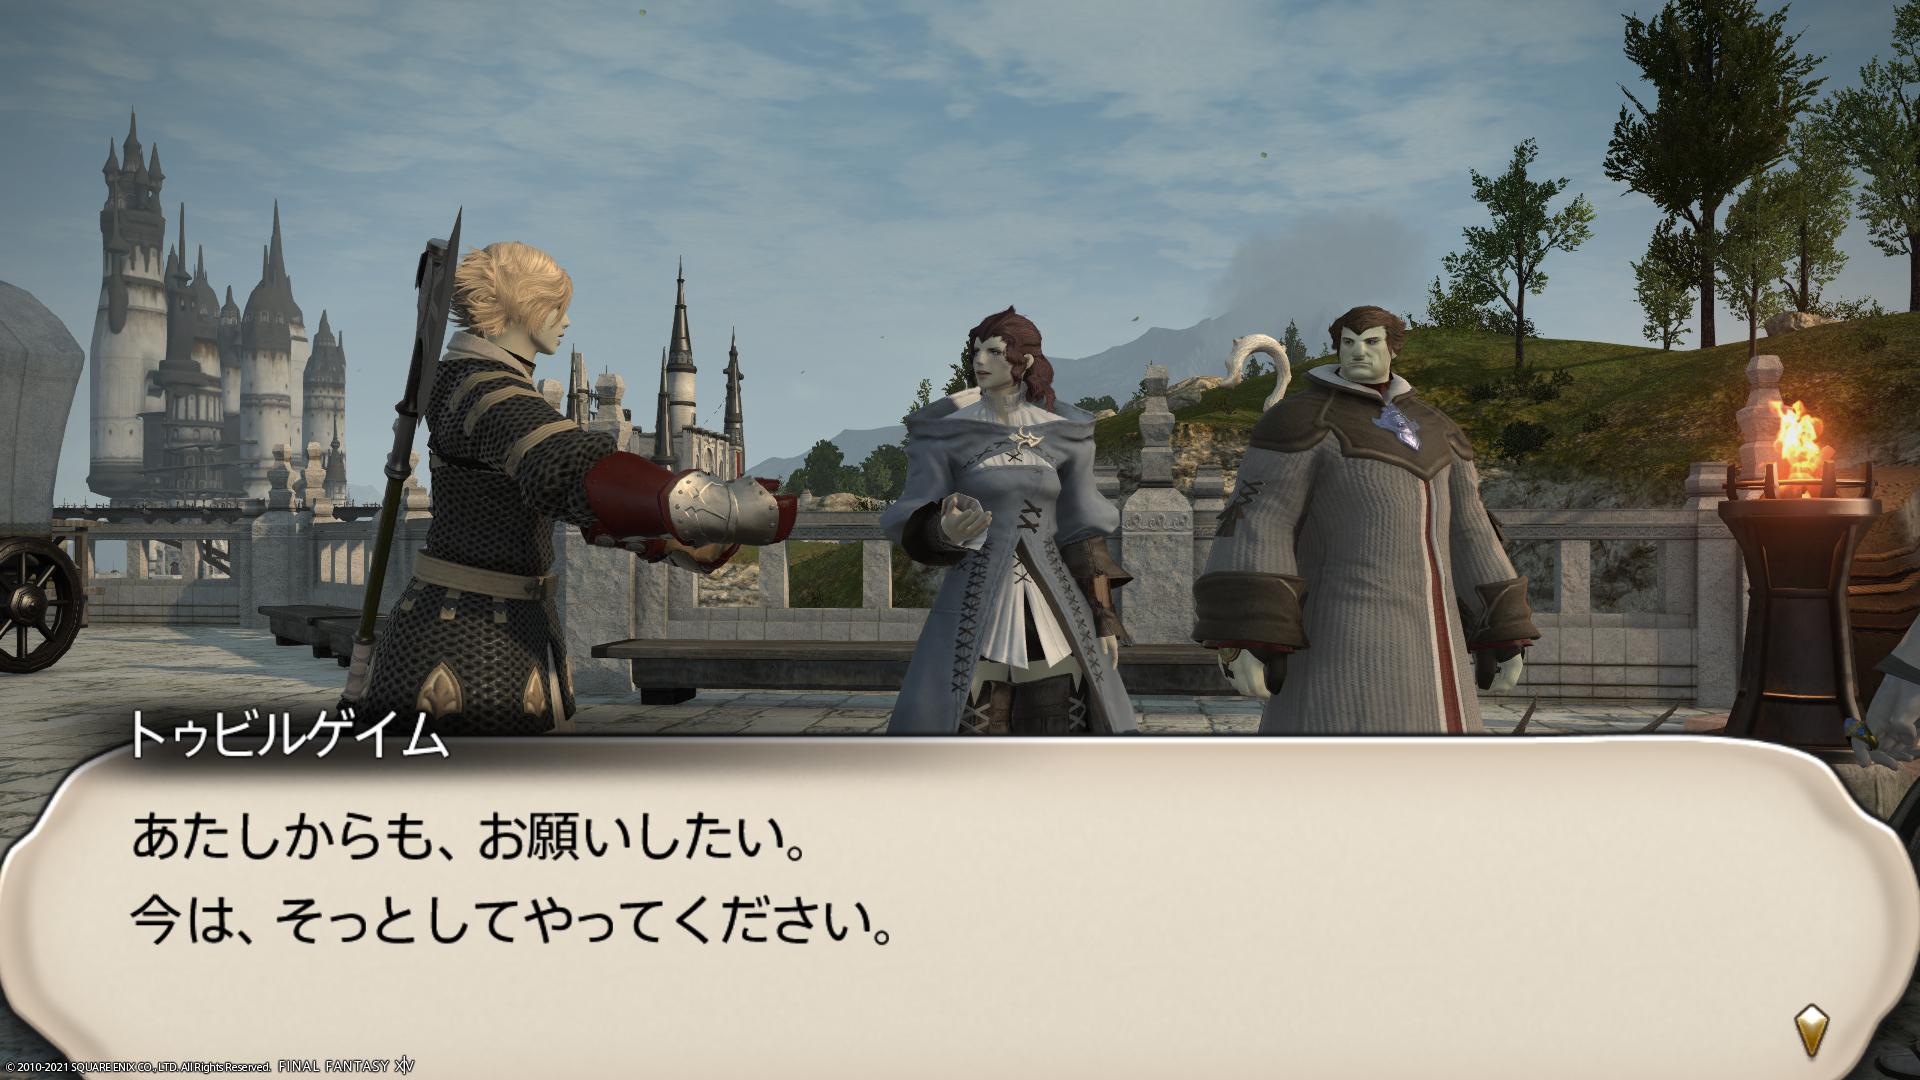 トゥビルゲイム
あたしからも、お願いしたい。
今は、そっとしてやってください。
© 2010-2021 SQUARE ENIX CO., LTD. All Rights Reserved. FINAL FANTASY XIV